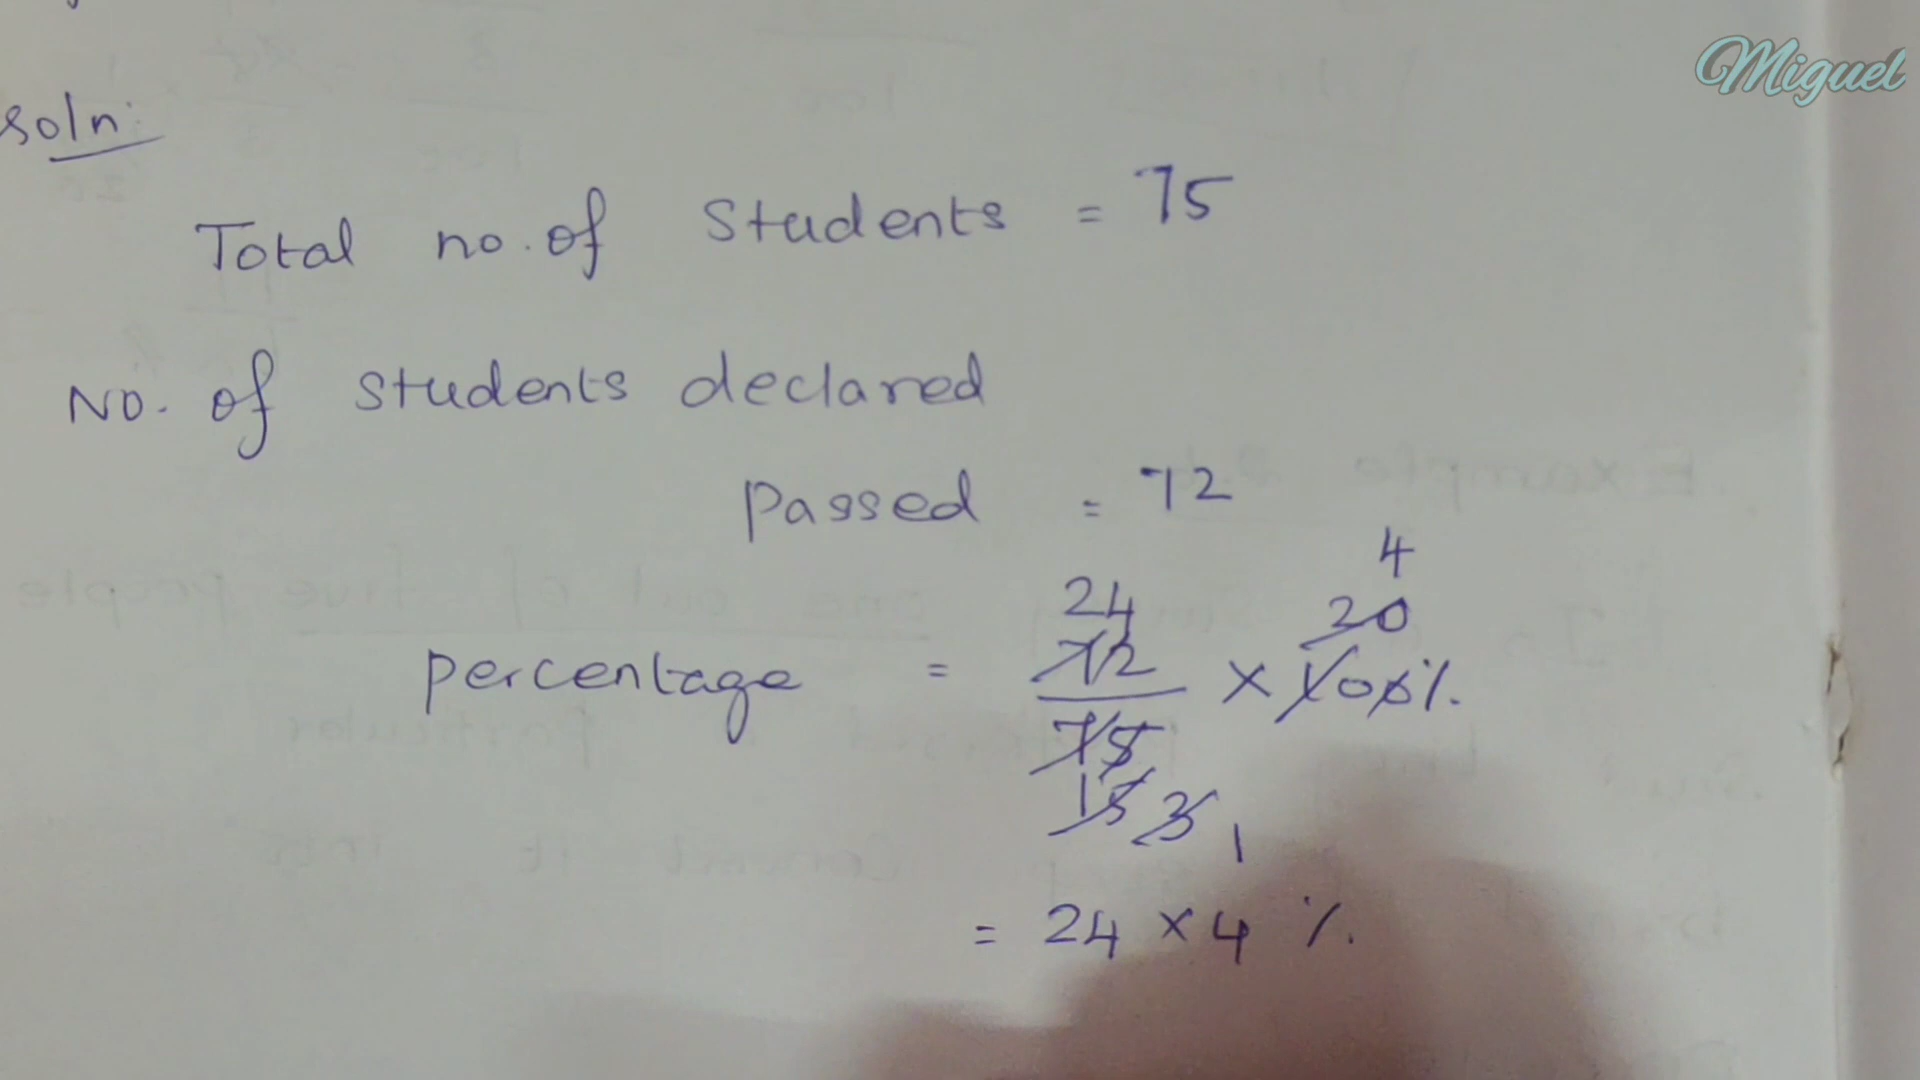 Miguel
Soln:
Total no. of Students = 75
No. of students declared
passed = 72
4
24 20
percentage = 72/75 × 100%.
15 3 1
= 24 × 4 %.